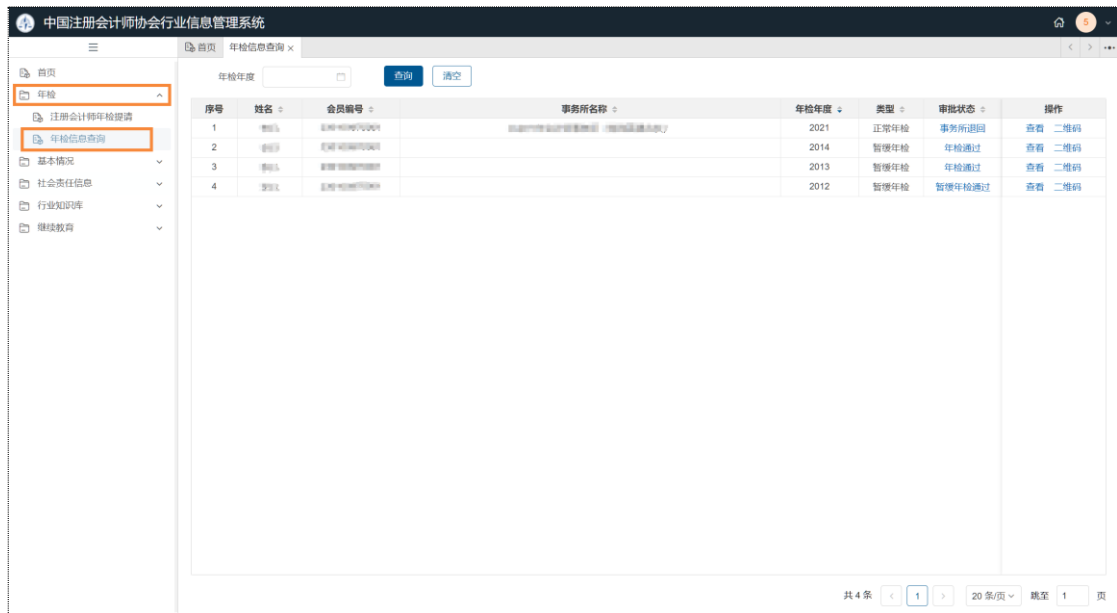 中国注册会计师协会行业信息管理系统
5
首页 年检信息查询 ×
首页
年检
注册会计师年检提请
年检信息查询
基本情况
社会责任信息
行业知识库
继续教育
年检年度 查询 清空
序号 姓名 会员编号 事务所名称 年检年度 类型 审批状态 操作
1 2021 正常年检 事务所退回 查看 二维码
2 2014 暂缓年检 年检通过 查看 二维码
3 2013 暂缓年检 年检通过 查看 二维码
4 2012 暂缓年检 暂缓年检通过 查看 二维码
共 4 条 < 1 > 20 条/页 跳至 1 页